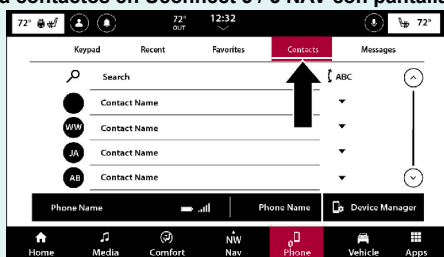 a contactos en Uconnect 5 / 5 NAV con pantalla
72° 72° OUT 12:32 72°
Keypad Recent Favorites Contacts Messages
Search ABC
Contact Name
WW Contact Name
JA Contact Name
AB Contact Name
Phone Name Phone Name Device Manager
NW
Home Media Comfort Nav Phone Vehicle Apps